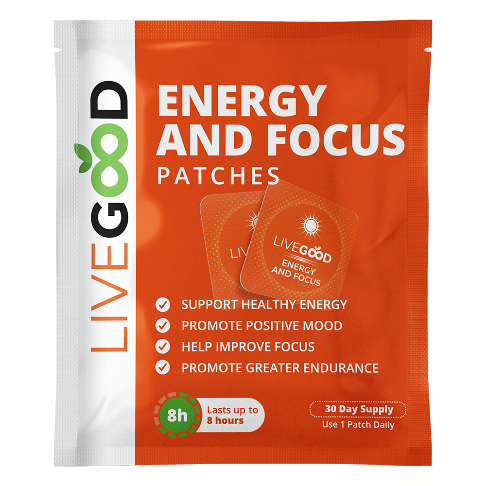 LIVEGOOD
ENERGY
AND FOCUS
PATCHES
LIV
LIVEGOOD
ENERGY
AND FOCUS
SUPPORT HEALTHY ENERGY
PROMOTE POSITIVE MOOD
HELP IMPROVE FOCUS
PROMOTE GREATER ENDURANCE
8h
Lasts up to
8 hours
30 Day Supply
Use 1 Patch Daily